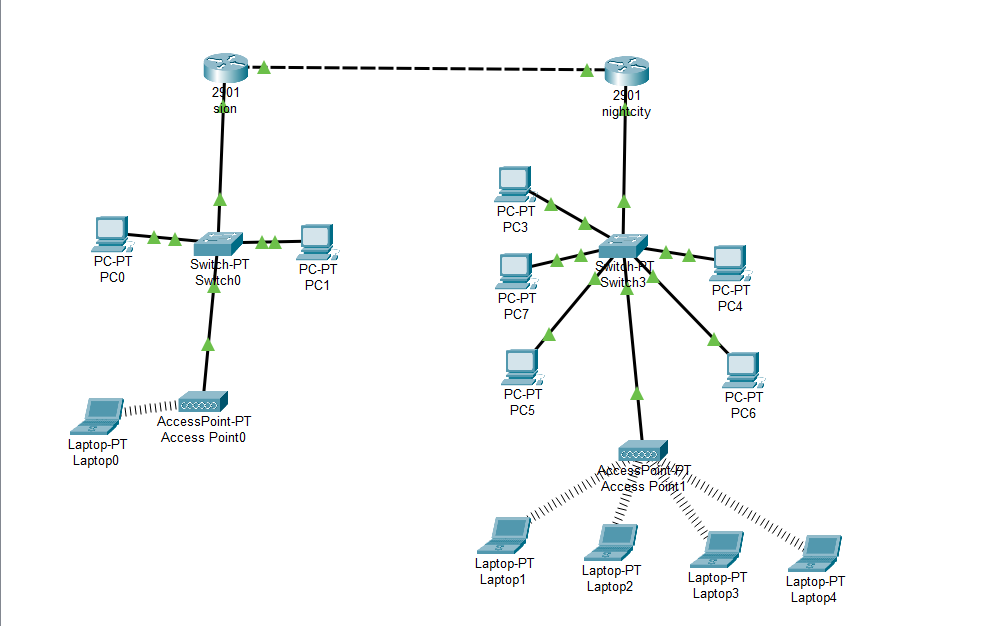 2901
sion
2901
nightcity
PC-PT
PC0
Switch-PT
Switch0
PC-PT
PC1
AccessPoint-PT
Access Point0
Laptop-PT
Laptop0
PC-PT
PC3
Switch-PT
Switch3
PC-PT
PC7
PC-PT
PC4
PC-PT
PC5
PC-PT
PC6
AccessPoint-PT
Access Point1
Laptop-PT
Laptop1
Laptop-PT
Laptop2
Laptop-PT
Laptop3
Laptop-PT
Laptop4